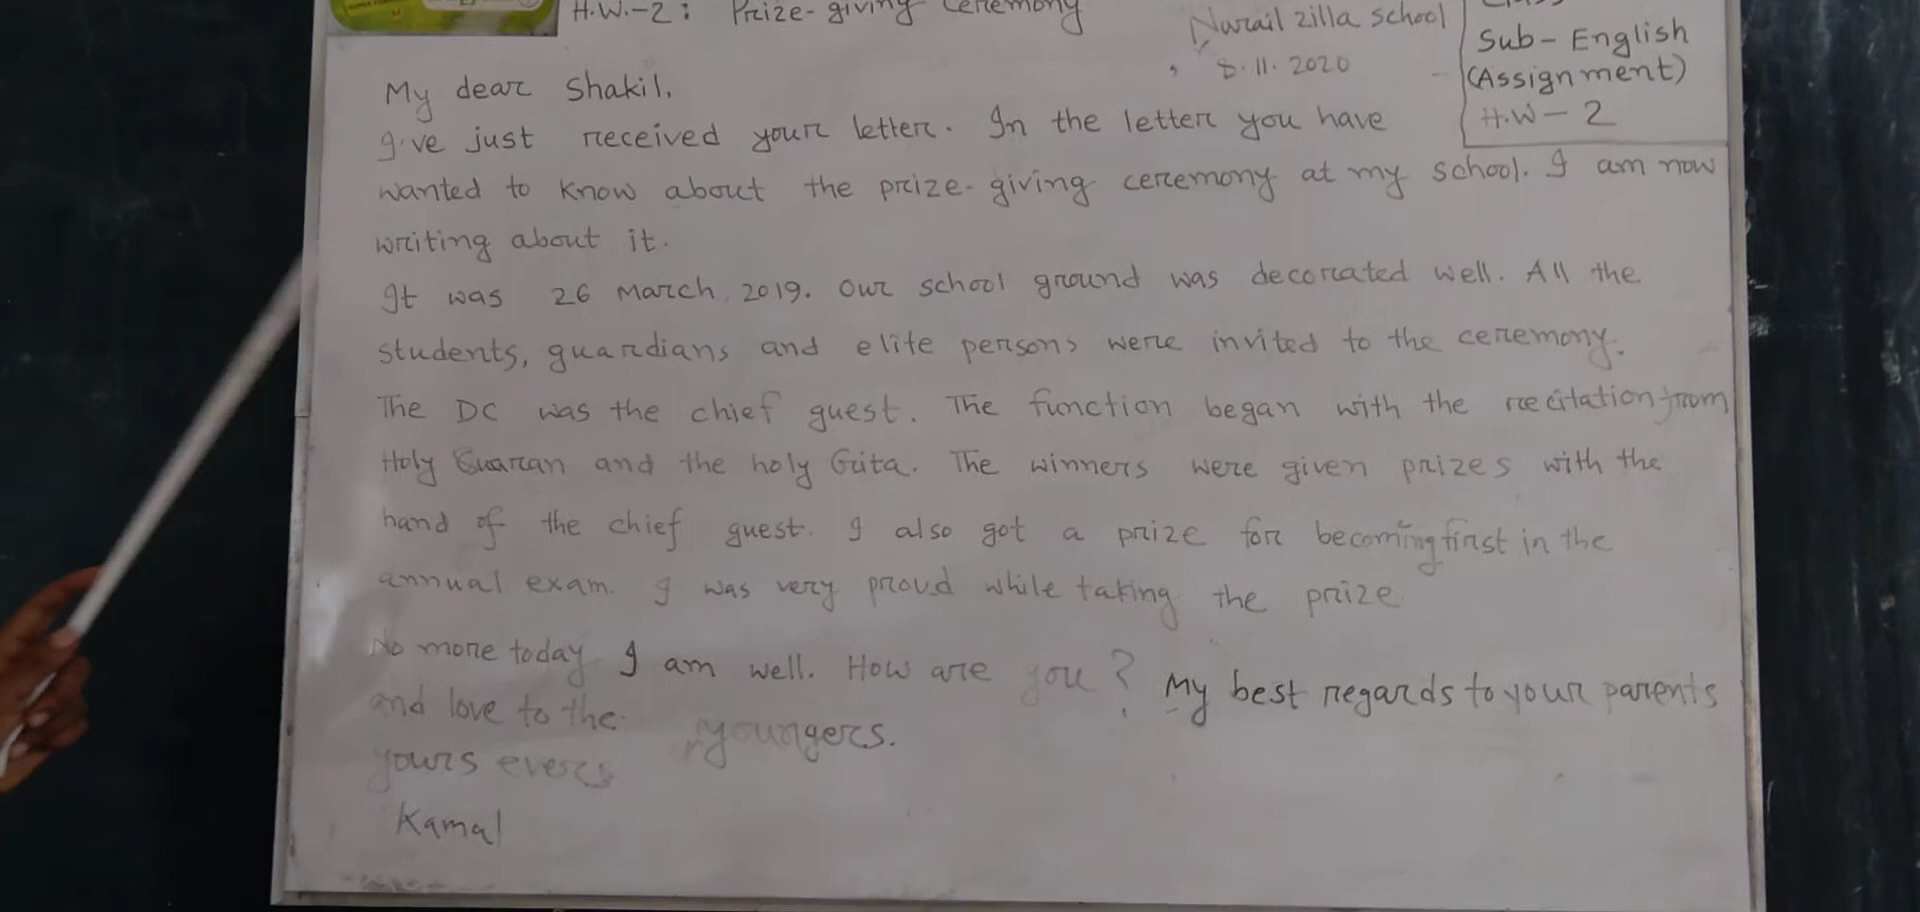 H.W.-2: Prize-giving Ceremony
Narail zilla school
8.11.2020
Sub- English
(Assignment)
H.W- 2
My dear Shakil,
I've just received your letter. In the letter you have
wanted to know about the prize-giving ceremony at my school. I am now
writing about it.
It was 26 March, 2019. Our school ground was decorated well. All the
students, guardians and elite persons were invited to the ceremony.
The DC was the chief guest. The function began with the recitation from
Holy Quaran and the holy Gita. The winners were given prizes with the
hand of the chief guest. I also got a prize for becoming first in the
annual exam. I was very proud while taking the prize
No more today I am well. How are you? My best regards to your parents
and love to the youngers.
yours evers
Kamal